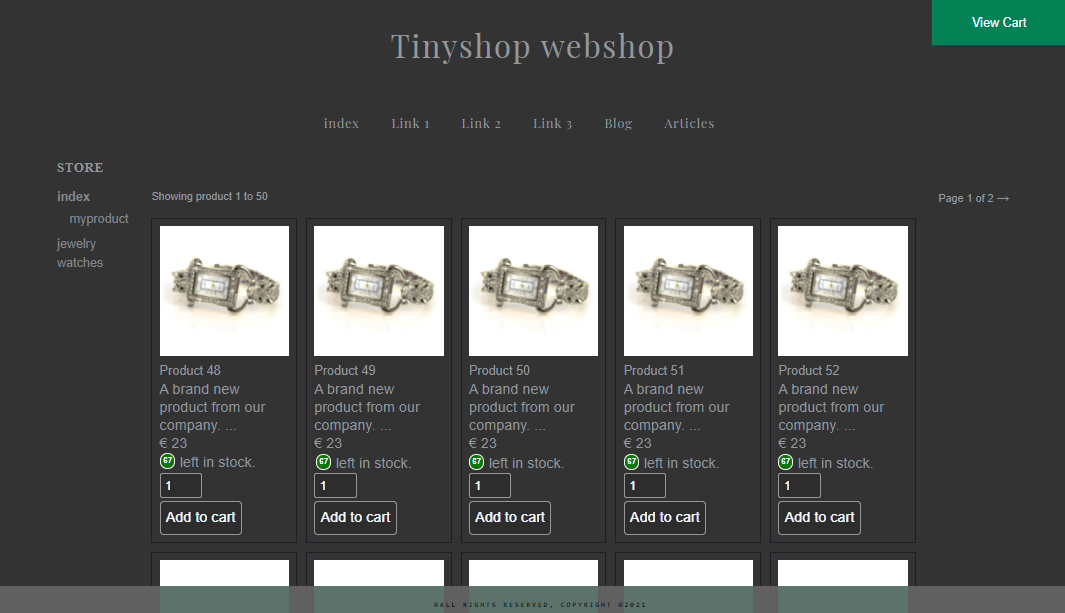 View Cart
Tinyshop webshop
index Link 1 Link 2 Link 3 Blog Articles
STORE
index
myproduct
jewelry
watches
Showing product 1 to 50
Page 1 of 2 →
Product 48
A brand new
product from our
company. ...
€ 23
67 left in stock.
1
Add to cart
Product 49
A brand new
product from our
company. ...
€ 23
67 left in stock.
1
Add to cart
Product 50
A brand new
product from our
company. ...
€ 23
67 left in stock.
1
Add to cart
Product 51
A brand new
product from our
company. ...
€ 23
67 left in stock.
1
Add to cart
Product 52
A brand new
product from our
company. ...
€ 23
67 left in stock.
1
Add to cart
©ALL RIGHTS RESERVED, COPYRIGHT ©2021